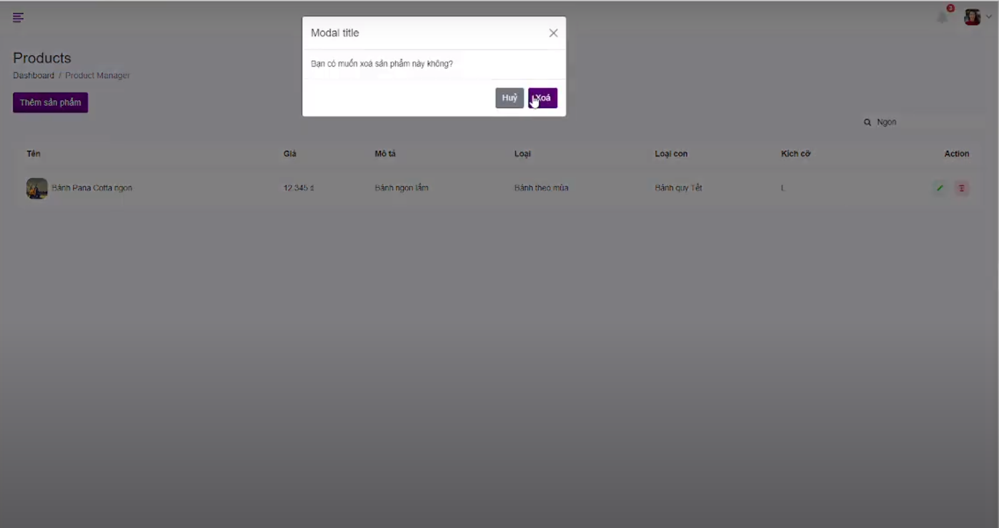 3
Modal title
Bạn có muốn xoá sản phẩm này không?
Huỷ Xoá
Products
Dashboard / Product Manager
Thêm sản phẩm
Ngon
Tên Giá Mô tả Loại Loại con Kích cỡ Action
Bánh Pana Cotta ngon 12.345 ₫ Bánh ngon lắm Bánh theo mùa Bánh quy Tết L